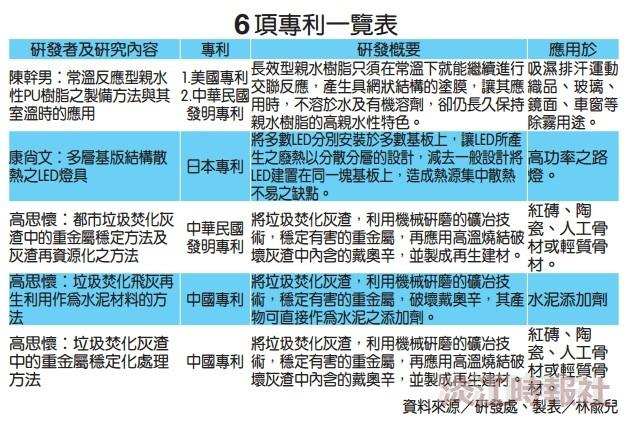 6項專利一覽表
研發者及研究內容 專利 研發概要 應用於
陳幹男：常溫反應型親水
性PU樹脂之製備方法與其
室溫時的應用
1.美國專利
2.中華民國
發明專利
長效型親水樹脂只須在常溫下就能繼續進行
交聯反應，產生具網狀結構的塗膜，讓其應
用時，不溶於水及有機溶劑，卻仍長久保持
親水樹脂的高親水性特色。
吸濕排汗運動
織品、玻璃、
鏡面、車窗等
除霧用途。
康尚文：多層基版結構散
熱之LED燈具
日本專利
將多數LED分別安裝於多數基板上，讓LED所產
生之廢熱以分散分層的設計，減去一般設計將
LED建置在同一塊基板上，造成熱源集中散熱
不易之缺點。
高功率之路
燈。
高思懷：都市垃圾焚化灰
渣中的重金屬穩定方法及
灰渣再資源化之方法
中華民國
發明專利
將垃圾焚化灰渣，利用機械研磨的礦冶技
術，穩定有害的重金屬，再應用高溫燒結破
壞灰渣中內含的戴奧辛，並製成再生建材。
紅磚、陶
瓷、人工骨
材或輕質骨
材。
高思懷：垃圾焚化飛灰再
生利用作為水泥材料的方
法
中國專利
將垃圾焚化灰渣，利用機械研磨的礦冶技
術，穩定有害的重金屬，破壞戴奧辛，其產
物可直接作為水泥之添加劑。
水泥添加劑
高思懷：垃圾焚化灰渣
中的重金屬穩定化處理
方法
中國專利
將垃圾焚化灰渣，利用機械研磨的礦冶技
術，穩定有害的重金屬，再應用高溫燒結破
壞灰渣中內含的戴奧辛，並製成再生建材。
紅磚、陶
瓷、人工骨
材或輕質骨
材。
淡江時報社
資料來源／研發處、製表／林歆兒